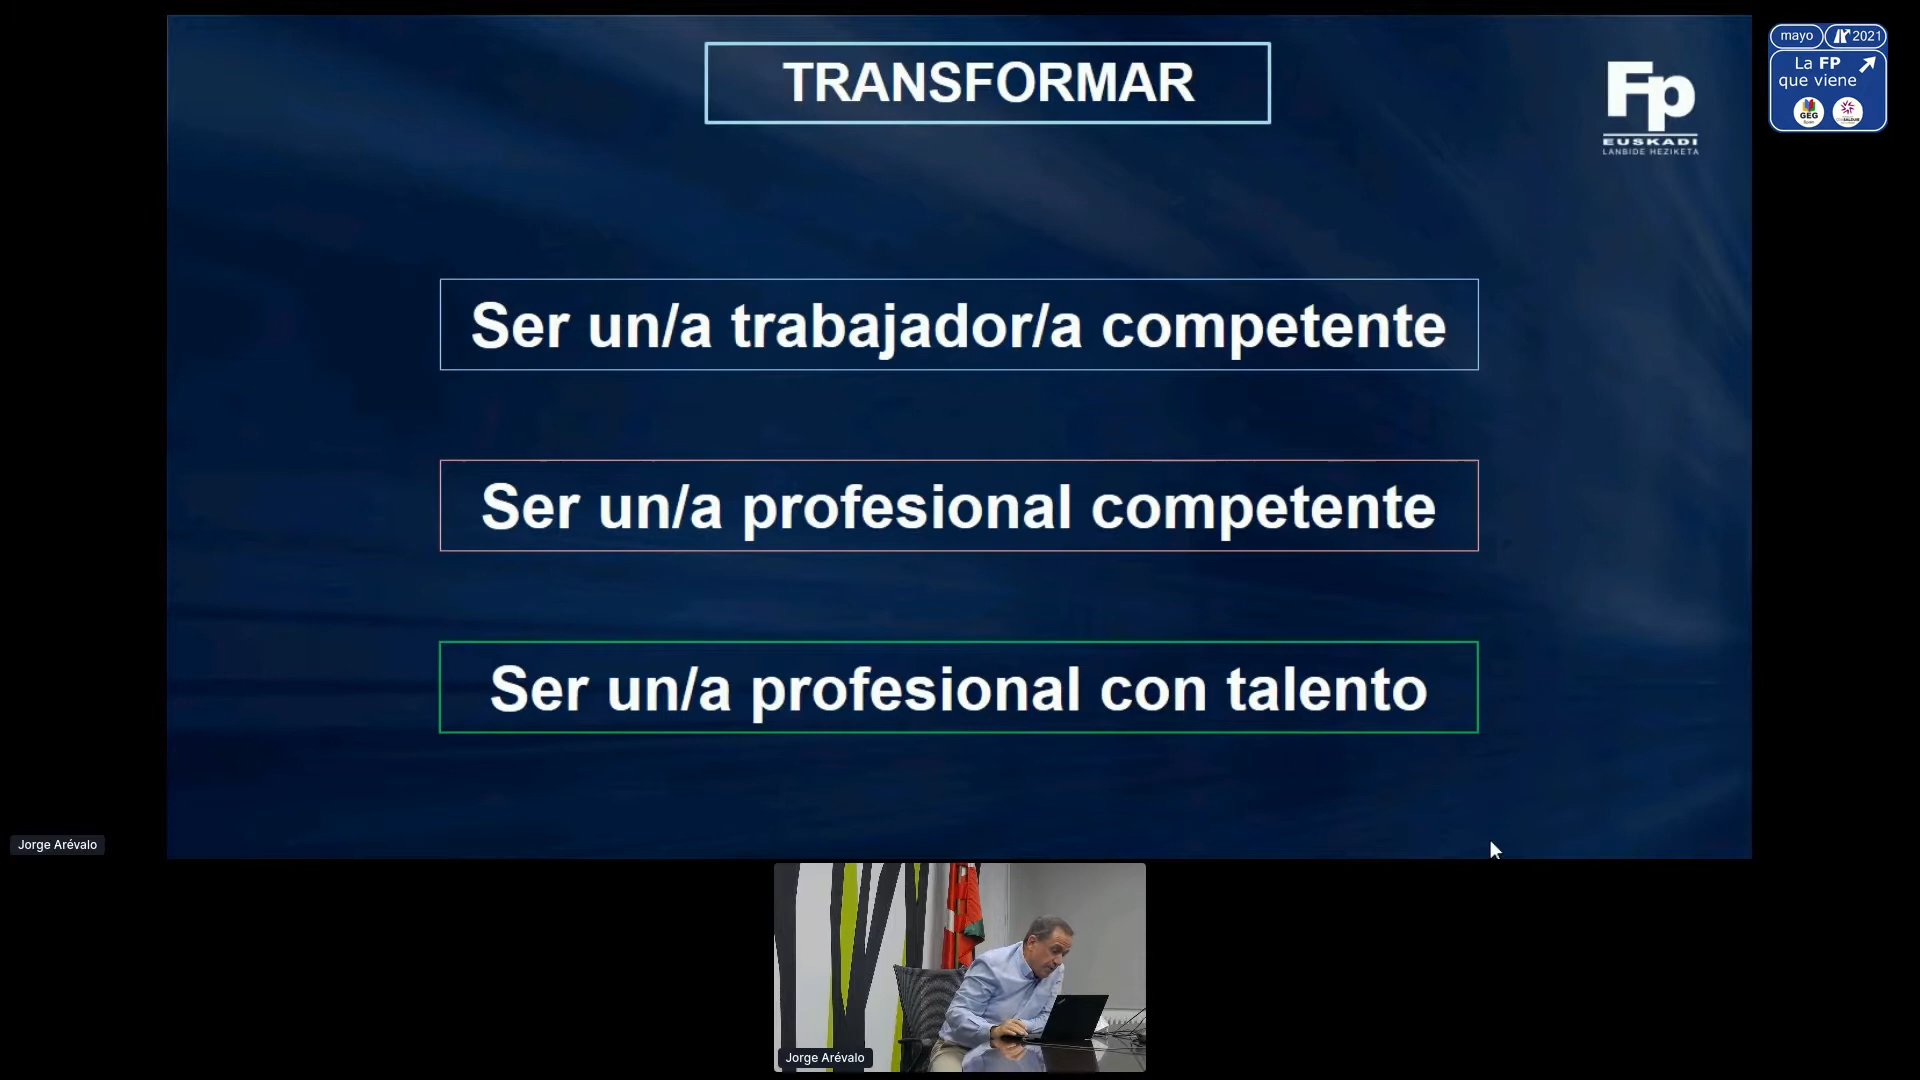 TRANSFORMAR
Fp
EUSKADI
LANBIDE HEZIKETA
mayo
2021
La FP
que viene
GEG
Ser un/a trabajador/a competente
Ser un/a profesional competente
Ser un/a profesional con talento
Jorge Arévalo
Jorge Arévalo